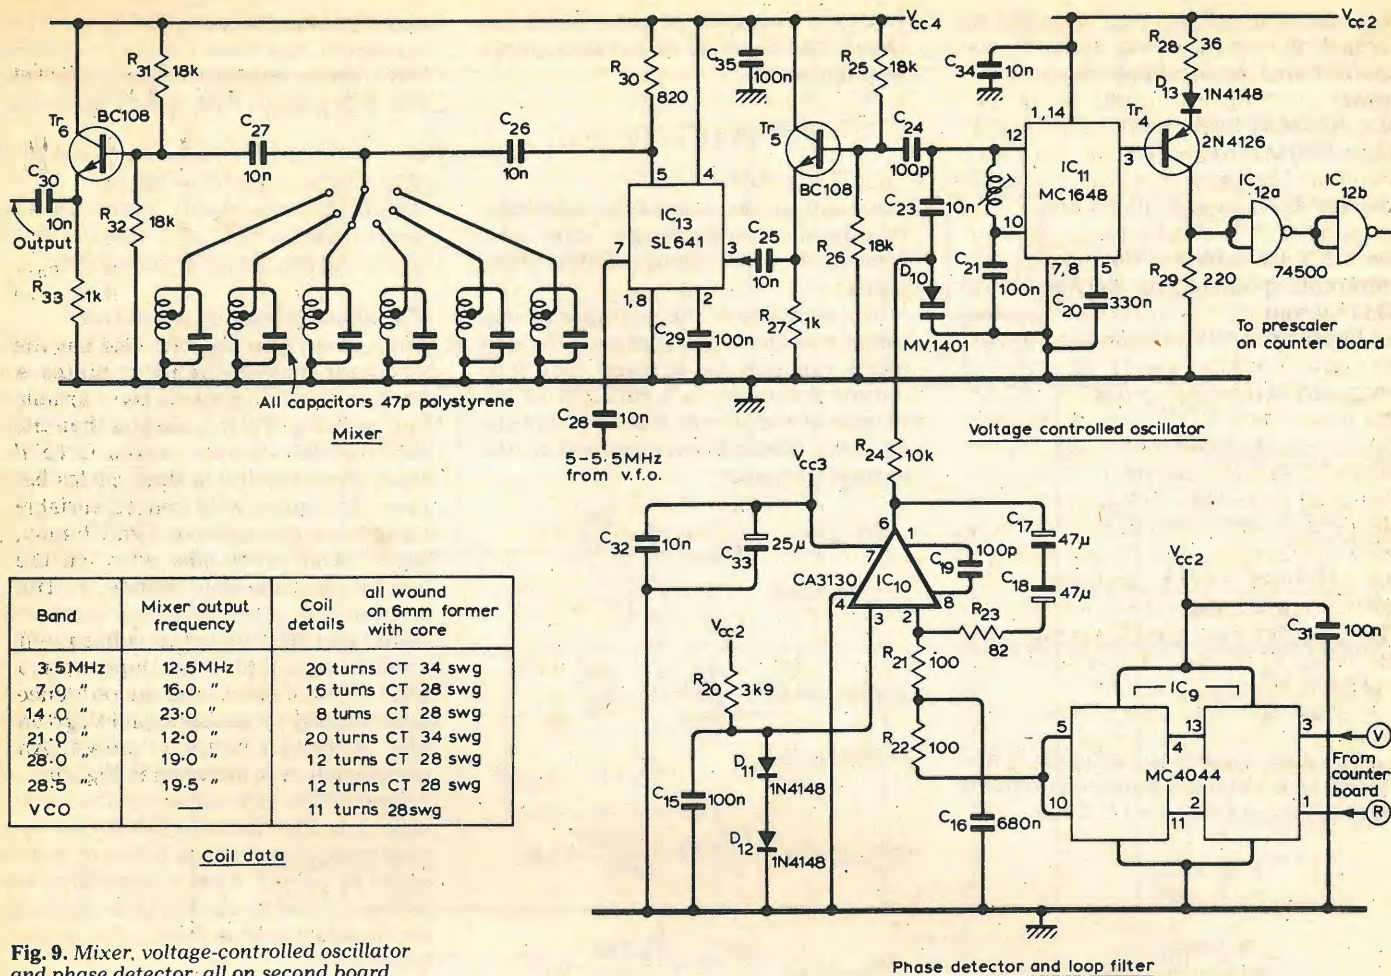 Vcc4
Vcc2
R31
18k
Tr6
BC108
C30
10n
Output
R32
18k
R33
1k
C27
10n
C26
10n
All capacitors 47p polystyrene
Mixer
R30
820
C35
100n
5
4
IC13
SL641
7
3
1,8
2
C29
100n
C28
10n
5-5.5MHz
from v.f.o.
C25
10n
Tr5
BC108
R25
18k
R26
18k
R27
1k
C24
100p
C23
10n
D10
MV.1401
C21
100n
C34
10n
1,14
12
IC11
MC1648
3
10
7,8
5
C20
330n
R28
36
D13
1N4148
Tr4
2N4126
R29
220
IC12a
IC12b
74S00
To prescaler
on counter board
Voltage controlled oscillator
R24
10k
Vcc3
C32
10n
C33
25µ
C17
47µ
C18
47µ
C19
100p
CA3130
IC10
6
1
7
4
8
3
2
R23
82
R21
100
R22
100
Vcc2
R20
3k9
D11
1N4148
D12
1N4148
C15
100n
C16
680n
Vcc2
C31
100n
IC9
MC4044
5
13
4
10
2
11
3
V
From
counter
board
1
R
Phase detector and loop filter
Band Mixer output frequency Coil details all wound on 6mm former with core
3.5MHz 12.5MHz 20 turns CT 34 swg
7.0 " 16.0 " 16 turns CT 28 swg
14.0 " 23.0 " 8 turns CT 28 swg
21.0 " 12.0 " 20 turns CT 34 swg
28.0 19.0 " 12 turns CT 28 swg
28.5 " 19.5 " 12 turns CT 28 swg
VCO 11 turns 28swg
Coil data
Fig. 9. Mixer, voltage-controlled oscillator
and phase detector, all on second board.